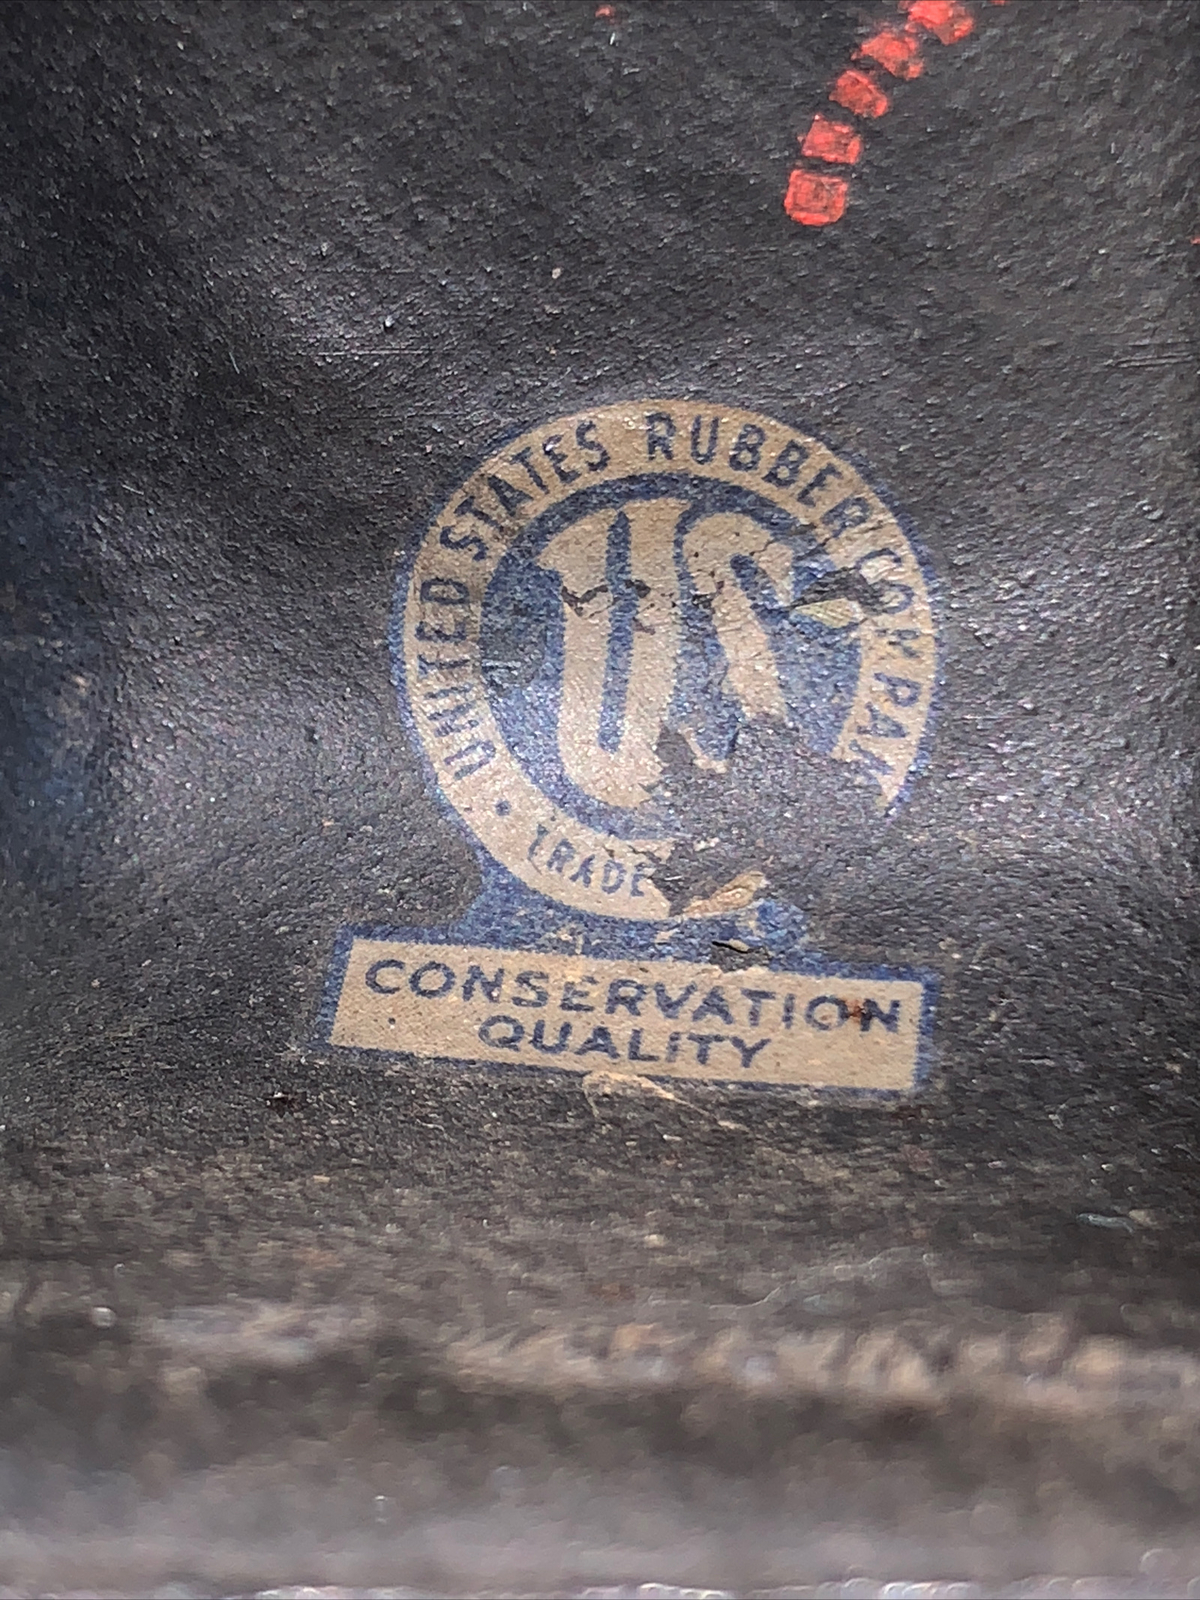 UNITED STATES RUBBER COMPANY
US
• TRADE
CONSERVATION
QUALITY